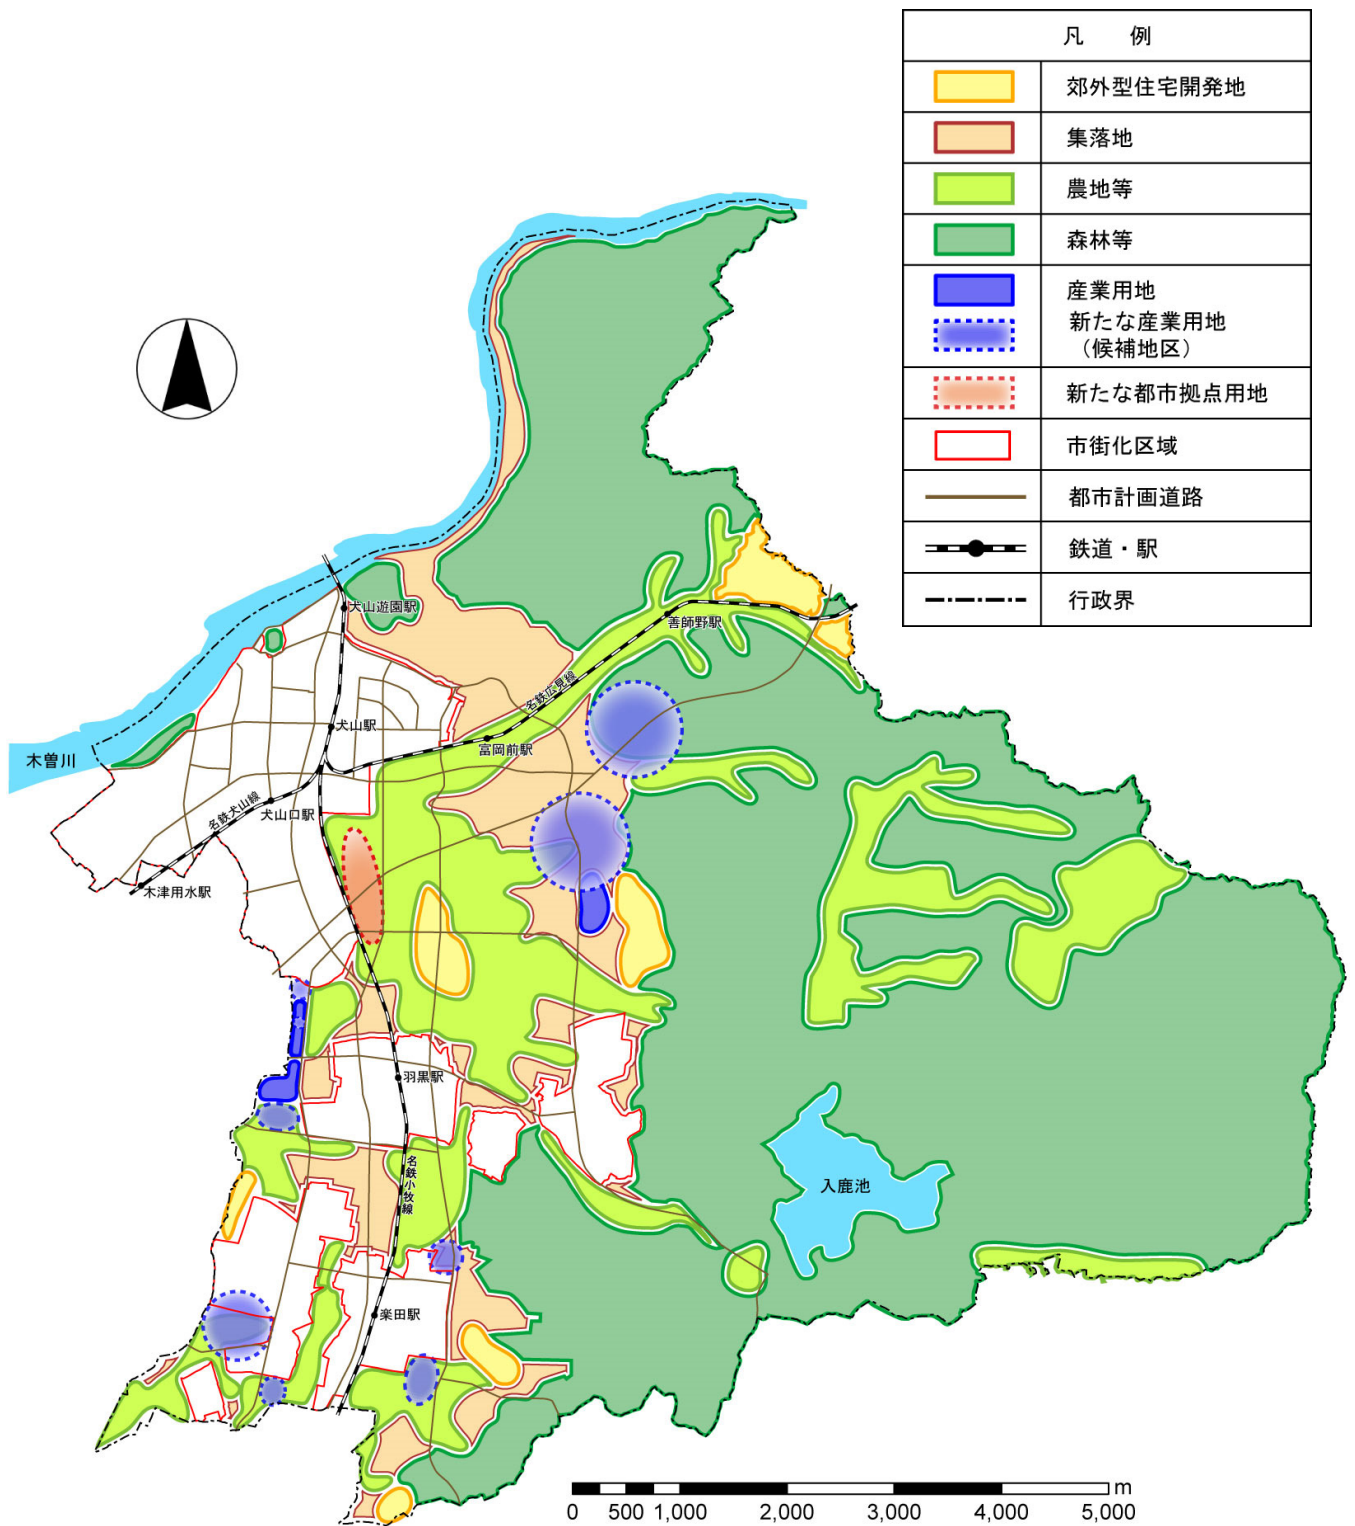 凡　例
郊外型住宅開発地
集落地
農地等
森林等
産業用地
新たな産業用地
（候補地区）
新たな都市拠点用地
市街化区域
都市計画道路
鉄道・駅
行政界
犬山遊園駅
善師野駅
名鉄広見線
犬山駅
富岡前駅
木曽川
名鉄犬山線
犬山口駅
木津用水駅
羽黒駅
名鉄小牧線
入鹿池
楽田駅
0 500 1,000 2,000 3,000 4,000 5,000 m